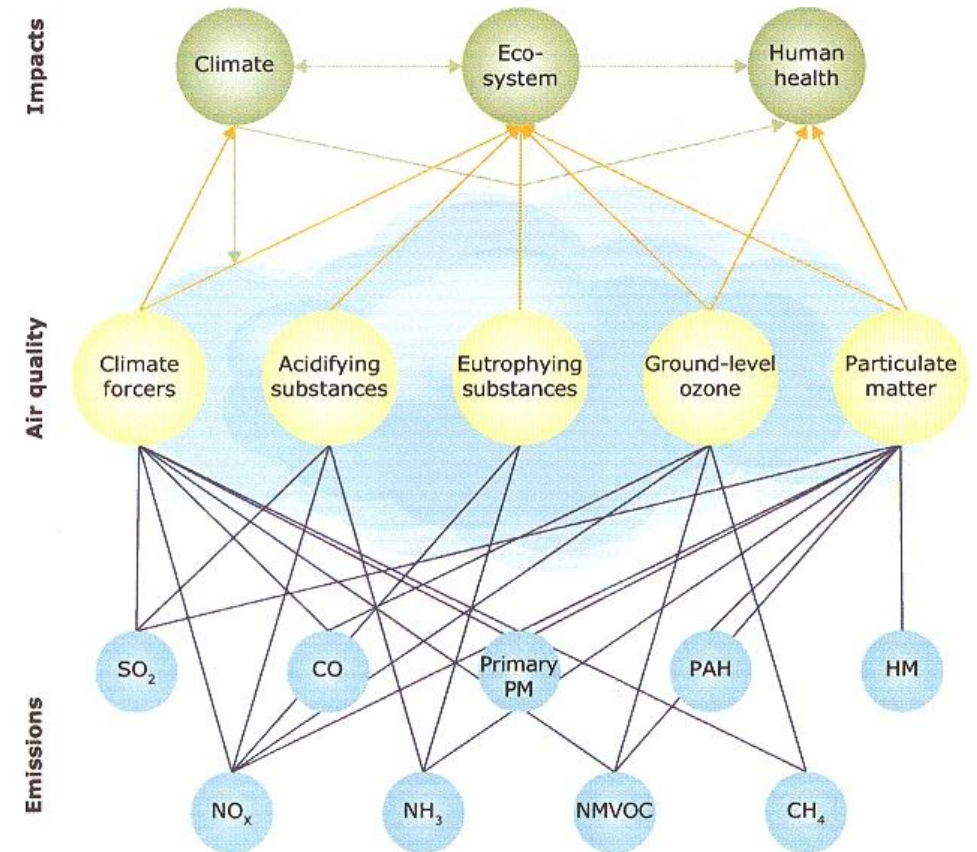 Impacts
Climate
Eco-
system
Human
health
Air quality
Climate
forcers
Acidifying
substances
Eutrophying
substances
Ground-level
ozone
Particulate
matter
Emissions
SO₂
CO
Primary
PM
PAH
HM
NOₓ
NH₃
NMVOC
CH₄